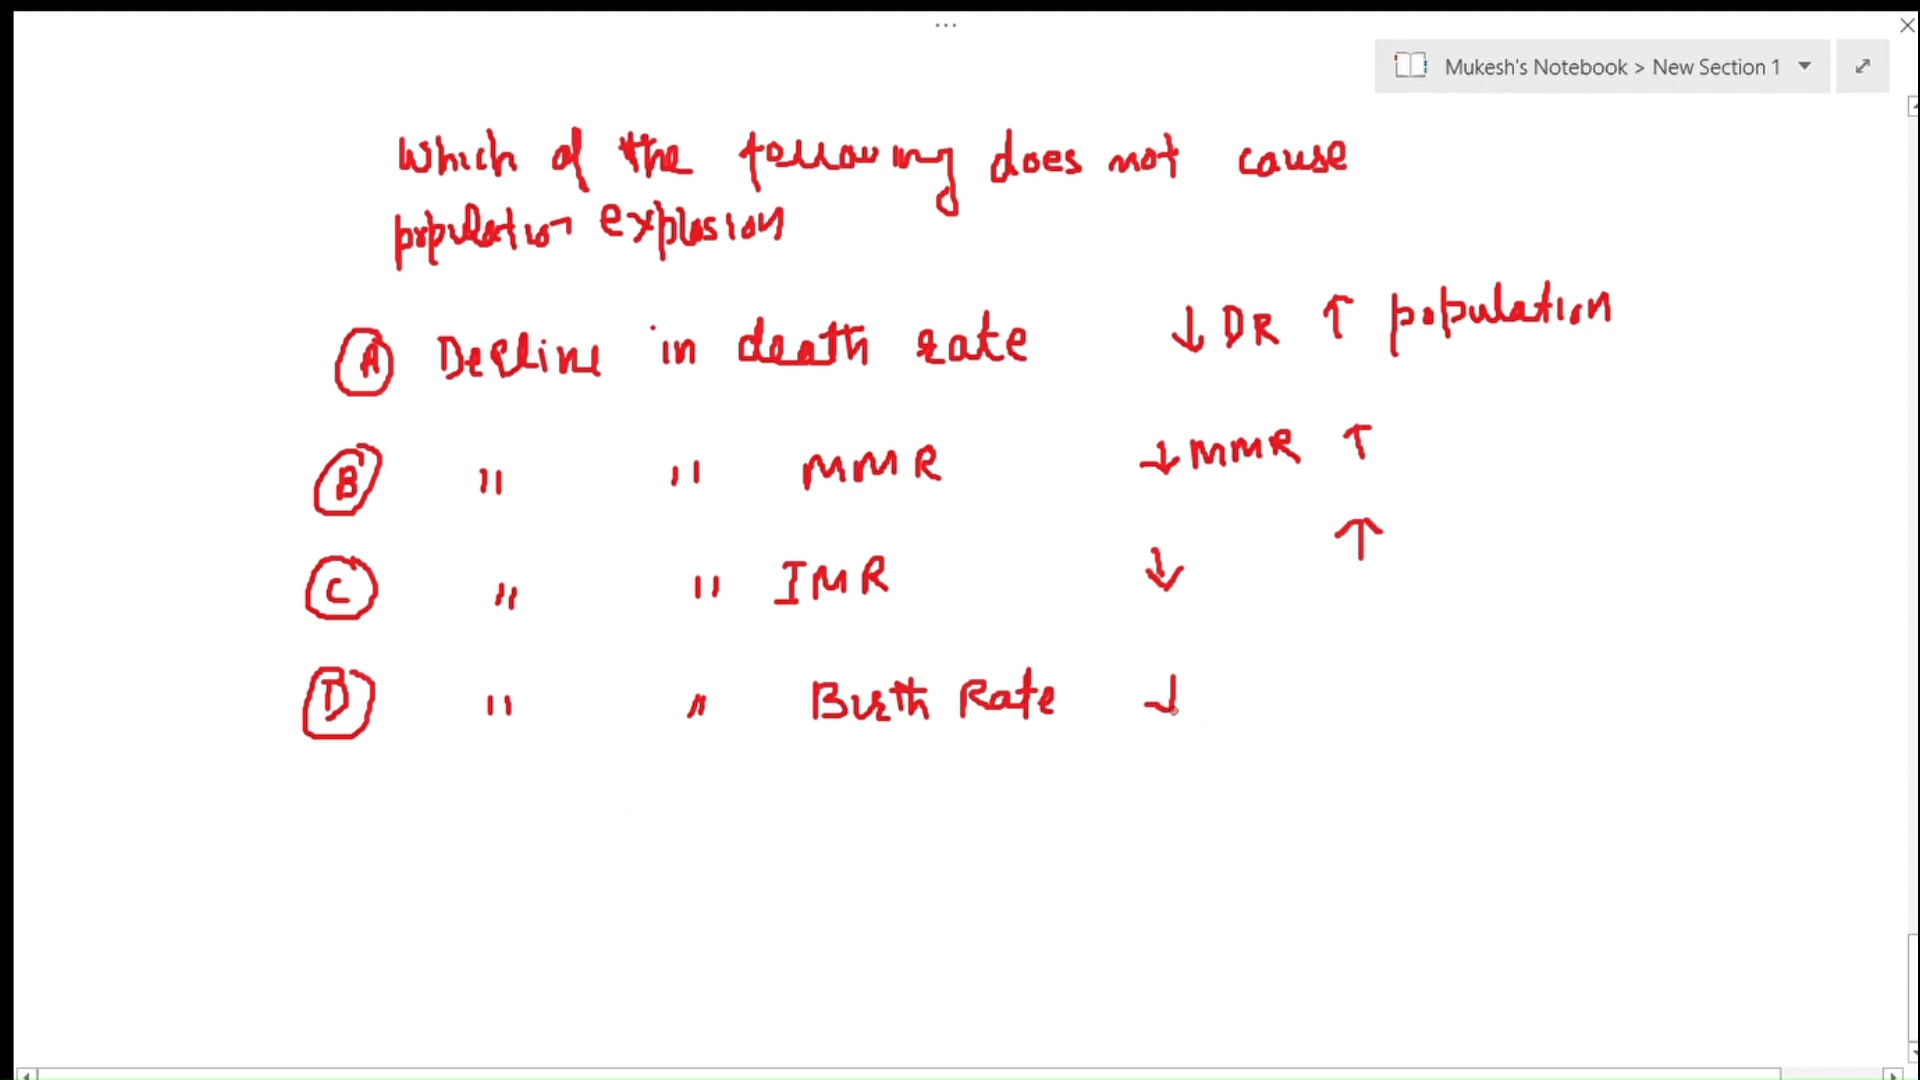 ...
Mukesh's Notebook > New Section 1
Which of the following does not cause
population explosion
A Decline in death rate ↓ DR ↑ population
B " " MMR ↓ MMR ↑
C " " IMR ↓ ↑
D " " Birth Rate ↓